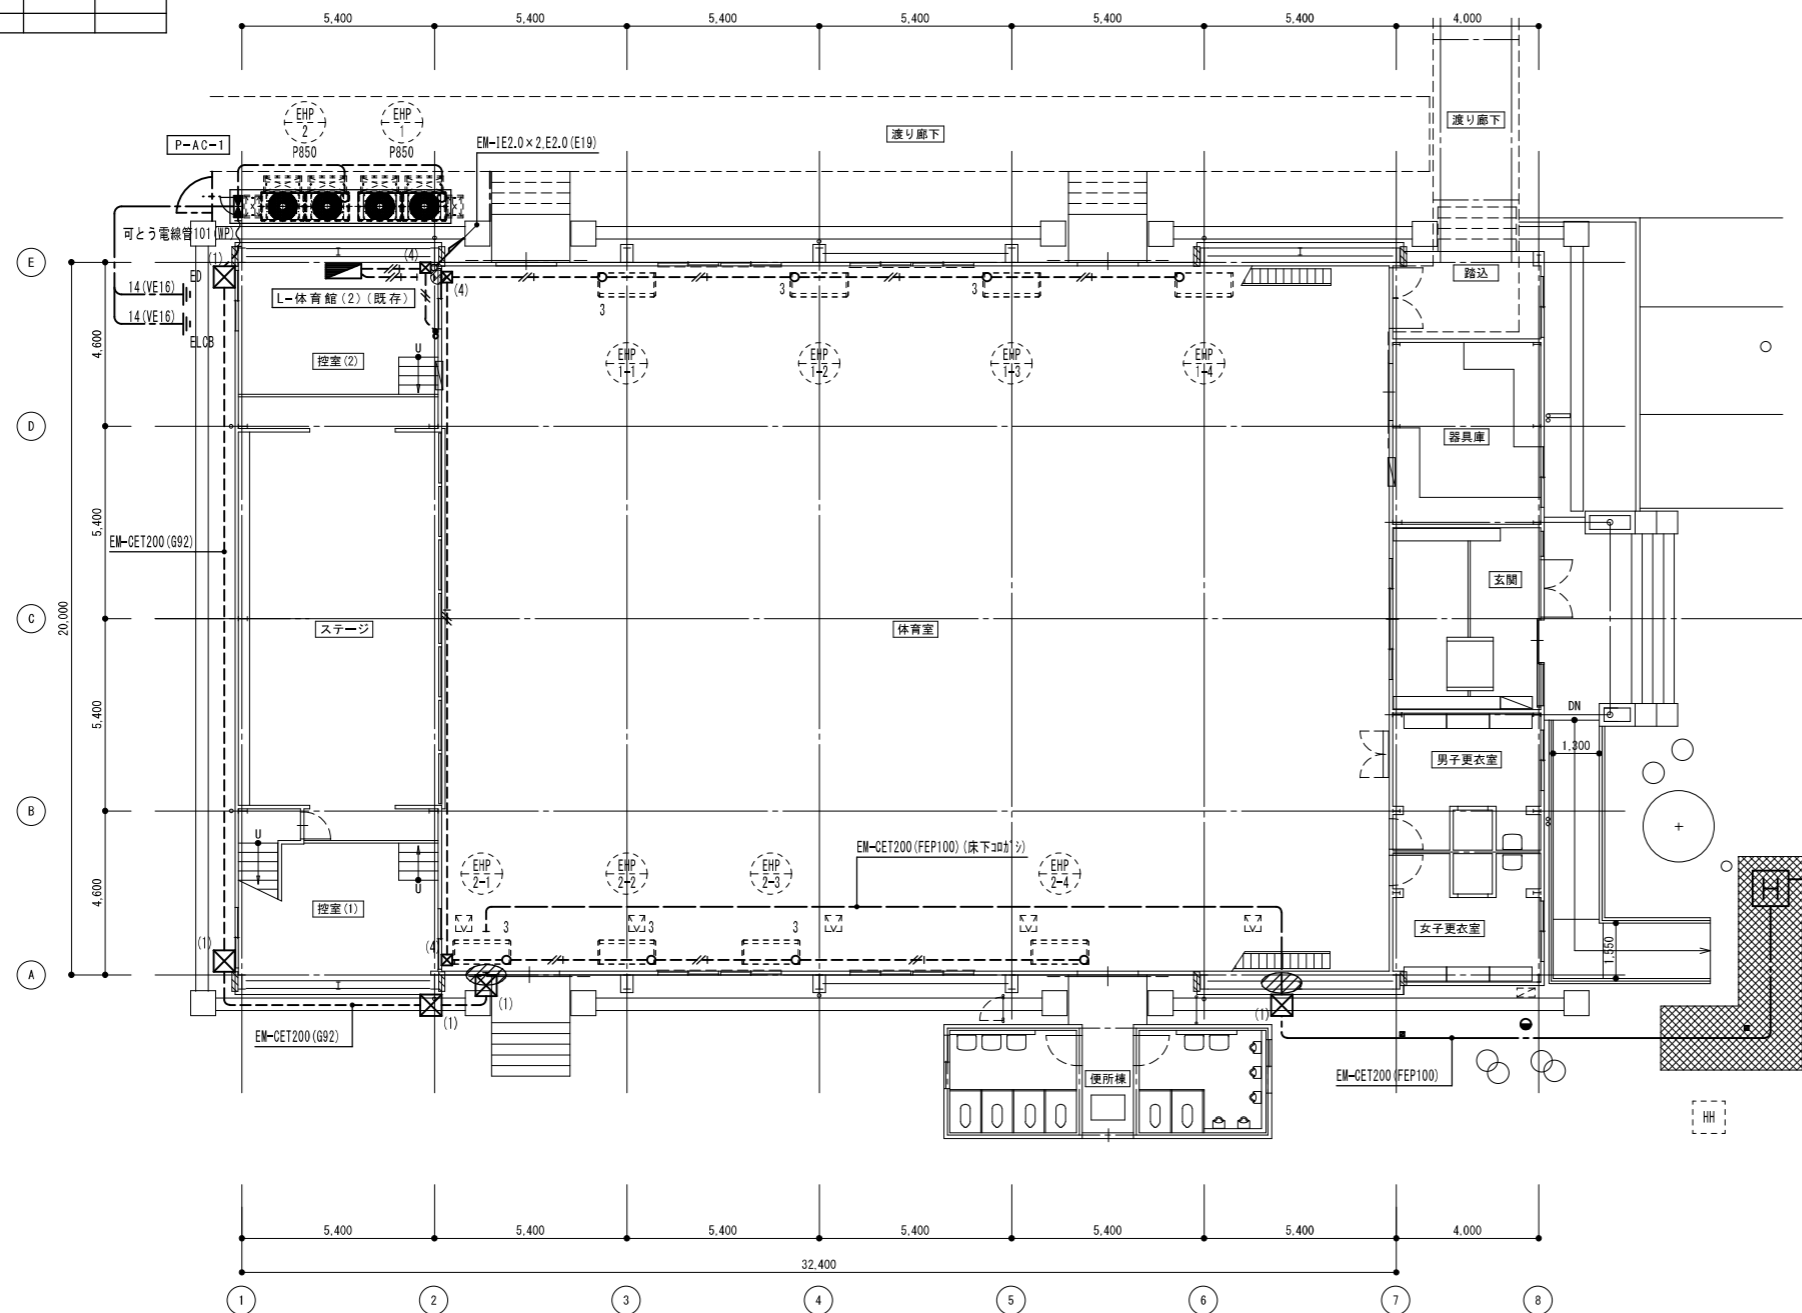 5,400 5,400 5,400 5,400 5,400 5,400 4,000
EHP 2 P850
EHP 1 P850
P-AC-1
EM-IE2.0×2,E2.0(E19)
渡り廊下
渡り廊下
可とう電線管101(WP)
E
(1)
ED
(4)
(4)
14(VE16)
L-体育館(2)(既存)
14(VE16)
ELCB
3
3
3
踏込
4,600
控室(2)
U
EHP 1-1
EHP 1-2
EHP 1-3
EHP 1-4
D
器具庫
5,400
EM-CET200(G92)
玄関
C
20,000
ステージ
体育室
5,400
DN
1,300
男子更衣室
B
U
EM-CET200(FEP100)(床下コロガシ)
EHP 2-1
EHP 2-2
EHP 2-3
EHP 2-4
4,600
U
控室(1)
3
3
3
女子更衣室
(1)
(4)
1,550
A
(1)
(1)
(1)
EM-CET200(G92)
便所棟
EM-CET200(FEP100)
HH
5,400 5,400 5,400 5,400 5,400 5,400 4,000
32,400
1 2 3 4 5 6 7 8